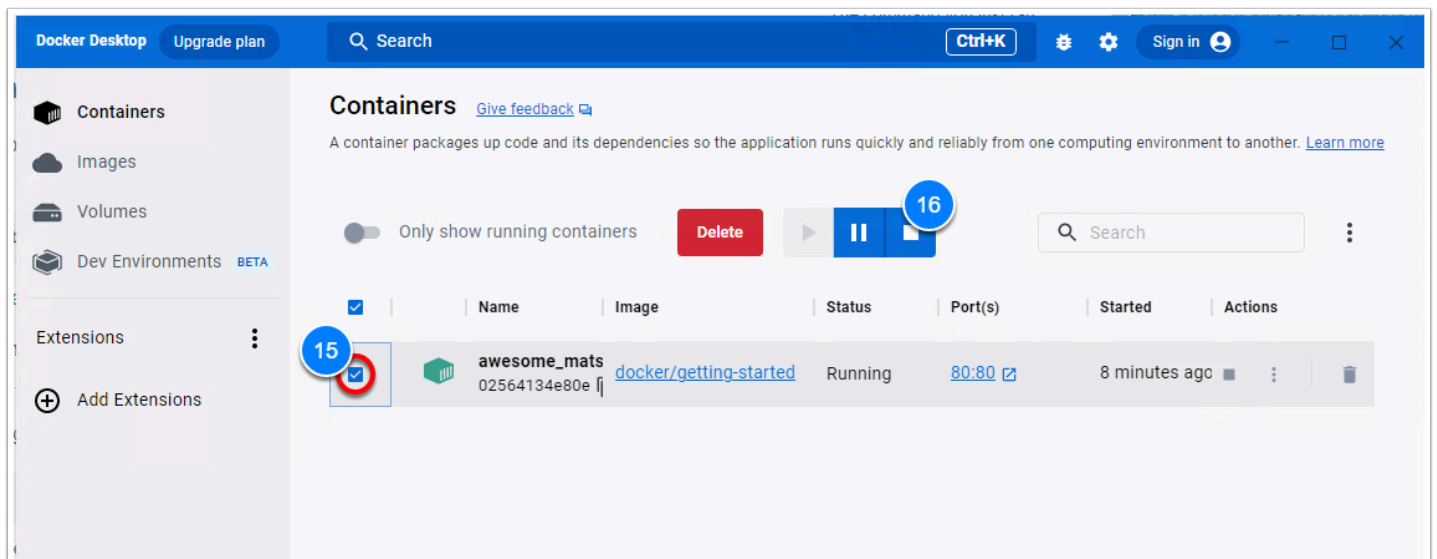 Docker Desktop Upgrade plan Search Ctrl+K Sign in
Containers
Images
Volumes
Dev Environments BETA
Extensions
Add Extensions
Containers Give feedback
A container packages up code and its dependencies so the application runs quickly and reliably from one computing environment to another. Learn more
16
Only show running containers Delete Search
Name Image Status Port(s) Started Actions
15
awesome_mats docker/getting-started Running 80:80 8 minutes ago
02564134e80e